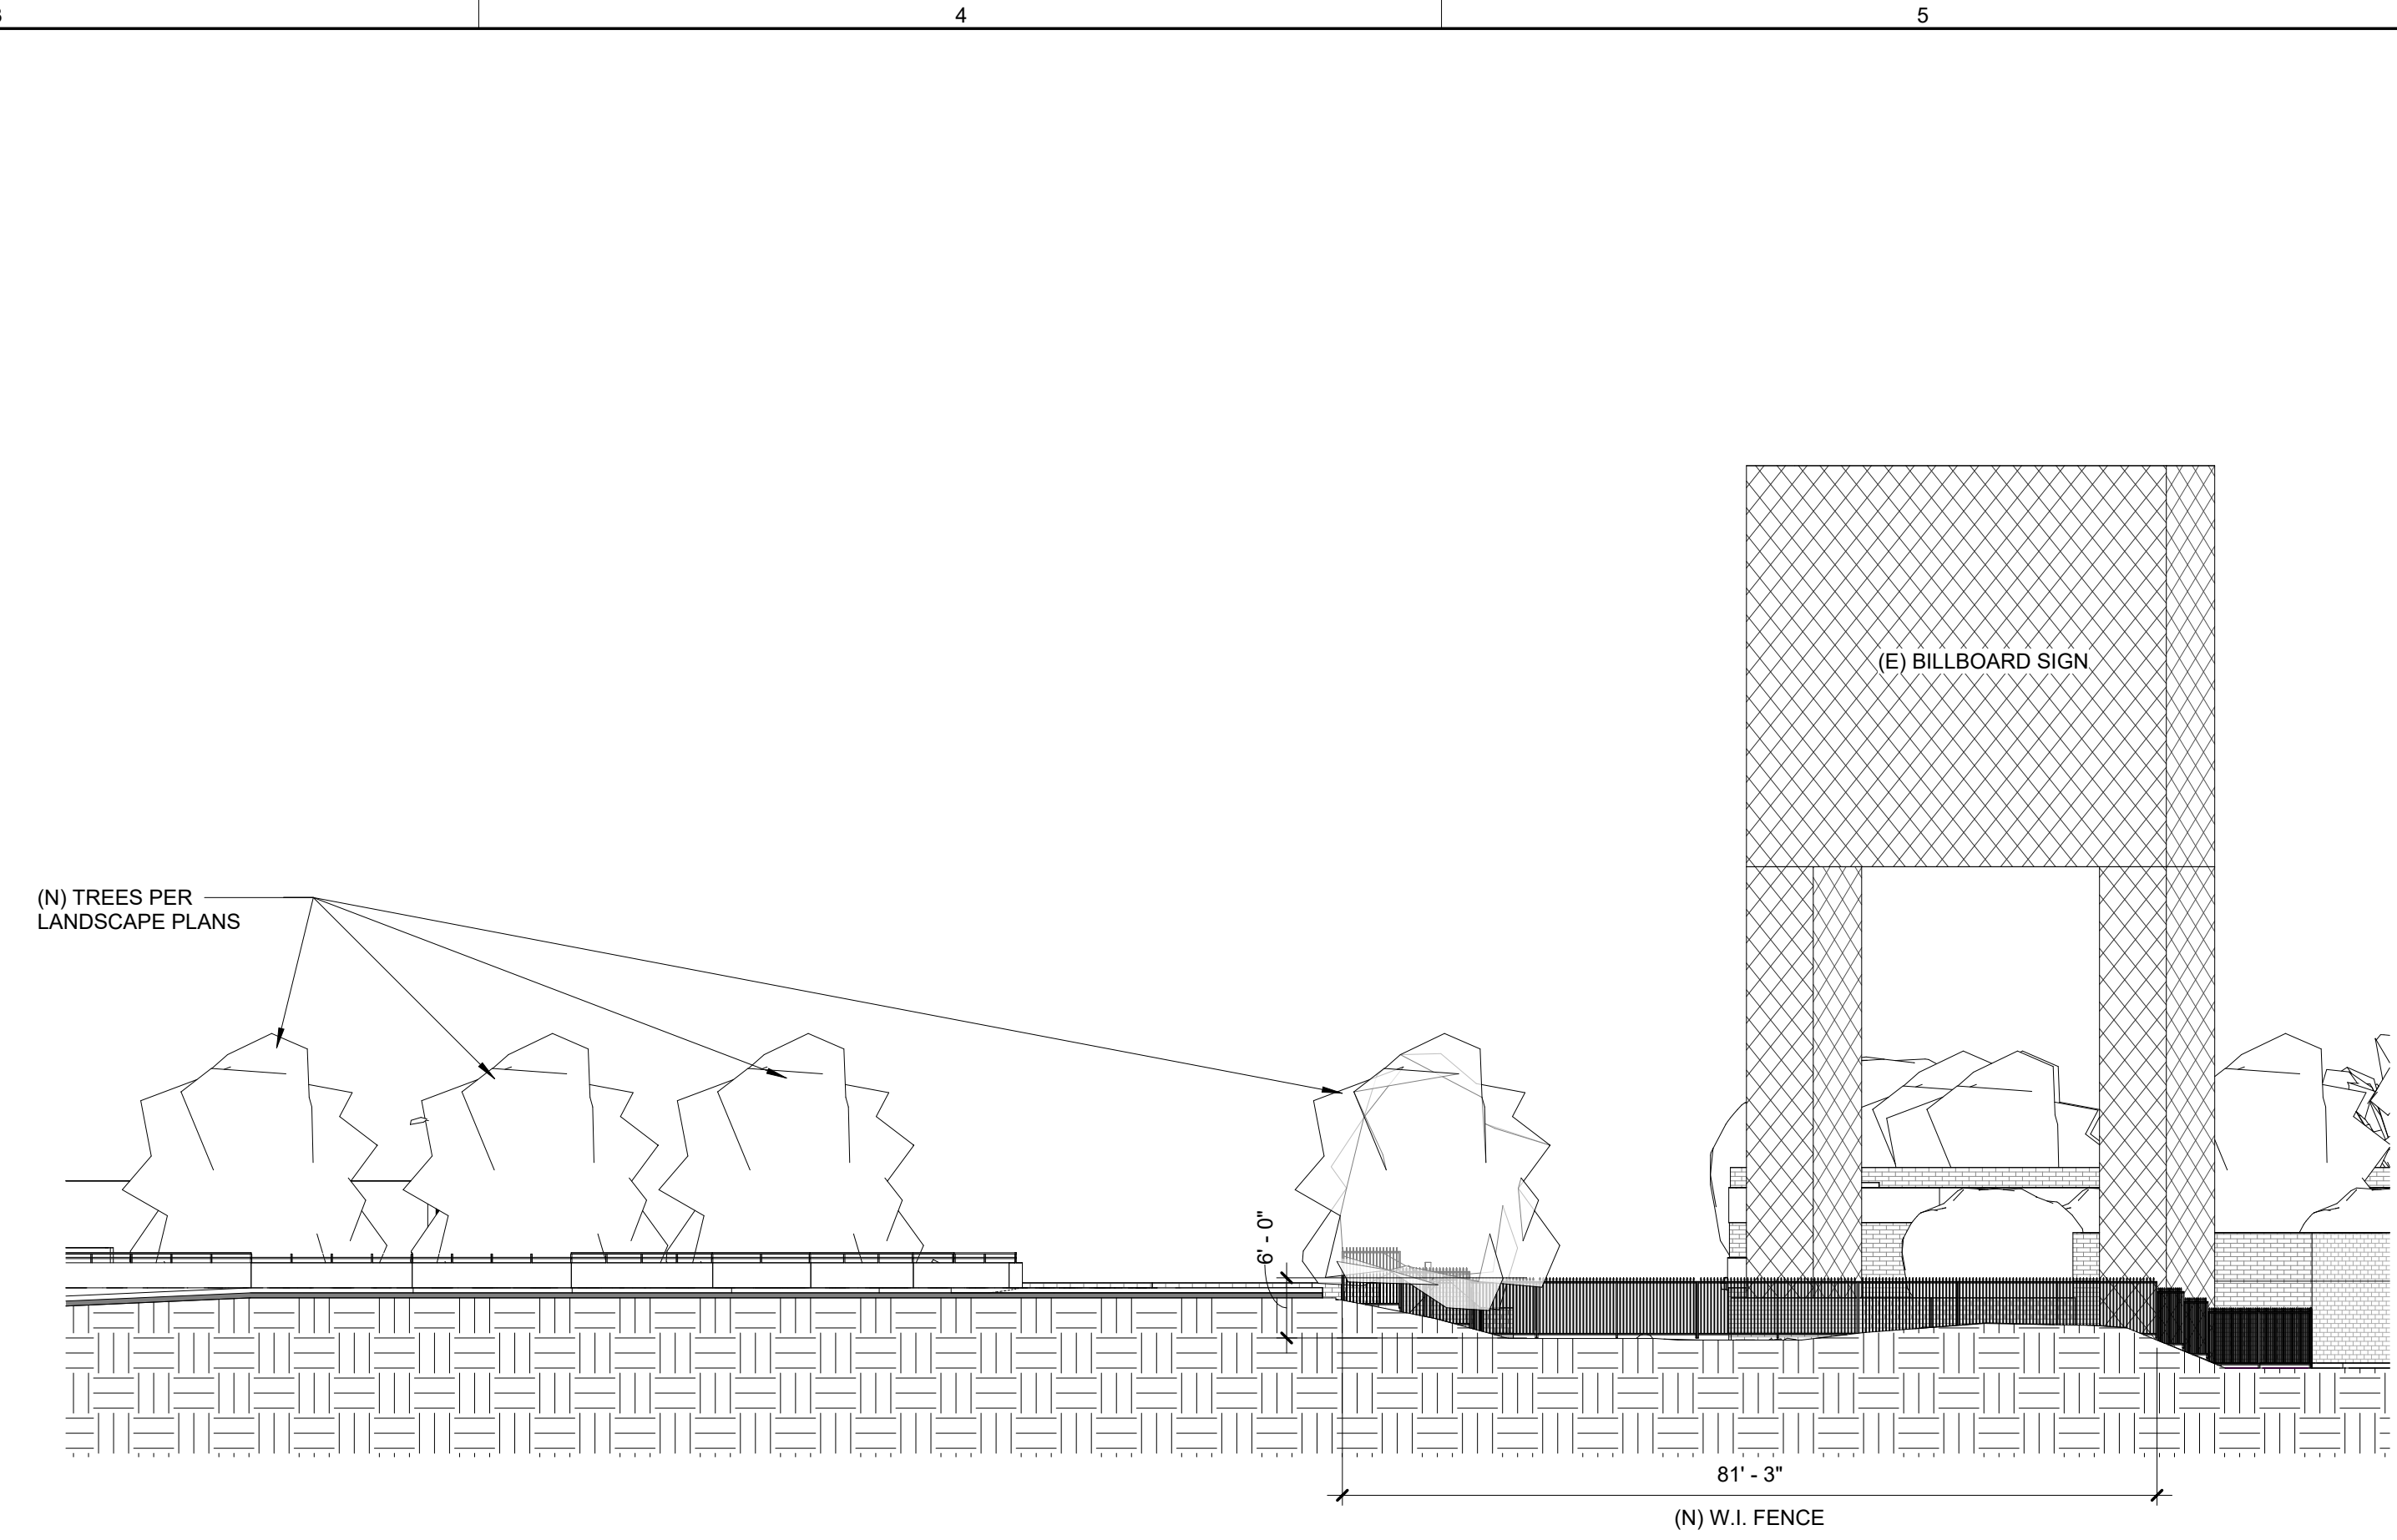 4
5
(E) BILLBOARD SIGN
(N) TREES PER
LANDSCAPE PLANS
6' - 0"
81' - 3"
(N) W.I. FENCE